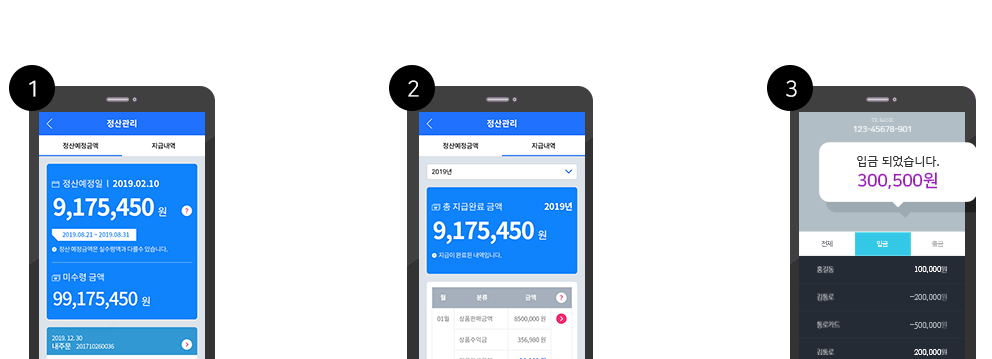 1
정산관리
정산예정금액 지급내역
정산예정일 | 2019.02.10
9,175,450 원 ?
2019.08.21 ~ 2019.08.31
정산 예정금액은 실수령액과 다를수 있습니다.
미수령 금액
99,175,450 원
2019. 12. 30
내주문 201710260036
2
정산관리
정산예정금액 지급내역
2019년
총 지급완료 금액 2019년
9,175,450 원
지급이 완료된 내역입니다.
월 분류 금액 ?
01월 상품판매금액 6500,000 원
상품수익금 356,980 원
3
123-45678-901
입금 되었습니다.
300,500원
전체 입금 출금
홍길동 100,000원
김통로 -200,000원
통로카드 -500,000원
김통로 200,000원